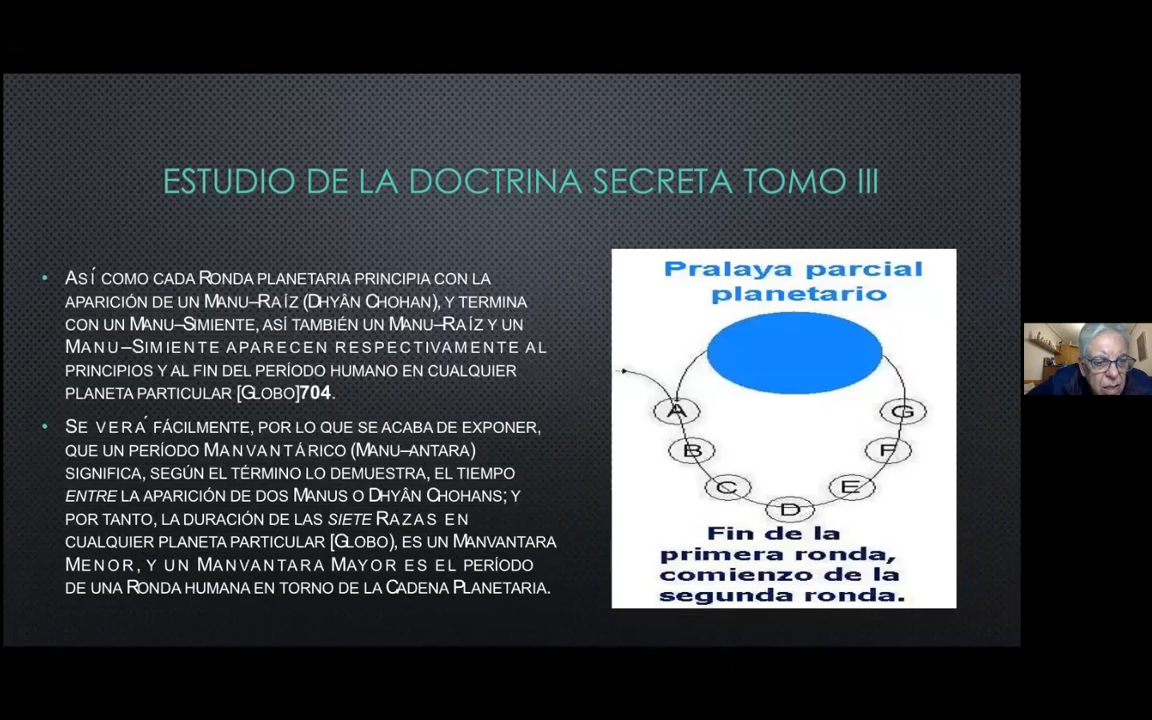 ESTUDIO DE LA DOCTRINA SECRETA TOMO III
• ASÍ COMO CADA RONDA PLANETARIA PRINCIPIA CON LA
APARICIÓN DE UN MANU–RAÍZ (DHYÂN CHOHAN), Y TERMINA
CON UN MANU–SIMIENTE, ASÍ TAMBIÉN UN MANU–RAÍZ Y UN
MANU–SIMIENTE APARECEN RESPECTIVAMENTE AL
PRINCIPIOS Y AL FIN DEL PERÍODO HUMANO EN CUALQUIER
PLANETA PARTICULAR [GLOBO]704.
• SE VERÁ FÁCILMENTE, POR LO QUE SE ACABA DE EXPONER,
QUE UN PERÍODO MANVANTÁRICO (MANU–ANTARA)
SIGNIFICA, SEGÚN EL TÉRMINO LO DEMUESTRA, EL TIEMPO
ENTRE LA APARICIÓN DE DOS MANUS O DHYÂN CHOHANS; Y
POR TANTO, LA DURACIÓN DE LAS SIETE RAZAS EN
CUALQUIER PLANETA PARTICULAR [GLOBO), ES UN MANVANTARA
MENOR, Y UN MANVANTARA MAYOR ES EL PERÍODO
DE UNA RONDA HUMANA EN TORNO DE LA CADENA PLANETARIA.
Pralaya parcial
planetario
A
B
C
D
E
F
G
Fin de la
primera ronda,
comienzo de la
segunda ronda.